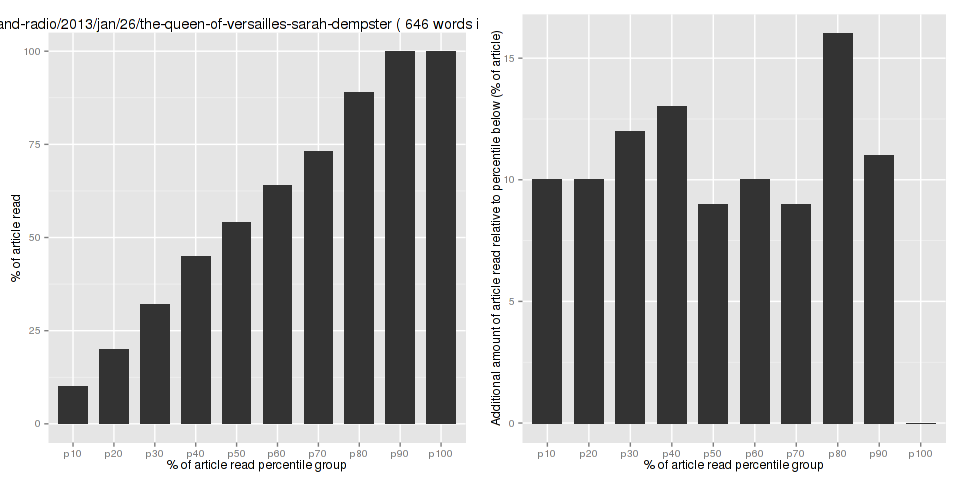 and-radio/2013/jan/26/the-queen-of-versailles-sarah-dempster ( 646 words i
% of article read
100
75
50
25
0
p10 p20 p30 p40 p50 p60 p70 p80 p90 p100
% of article read percentile group
Additional amount of article read relative to percentile below (% of article)
15
10
5
0
p10 p20 p30 p40 p50 p60 p70 p80 p90 p100
% of article read percentile group